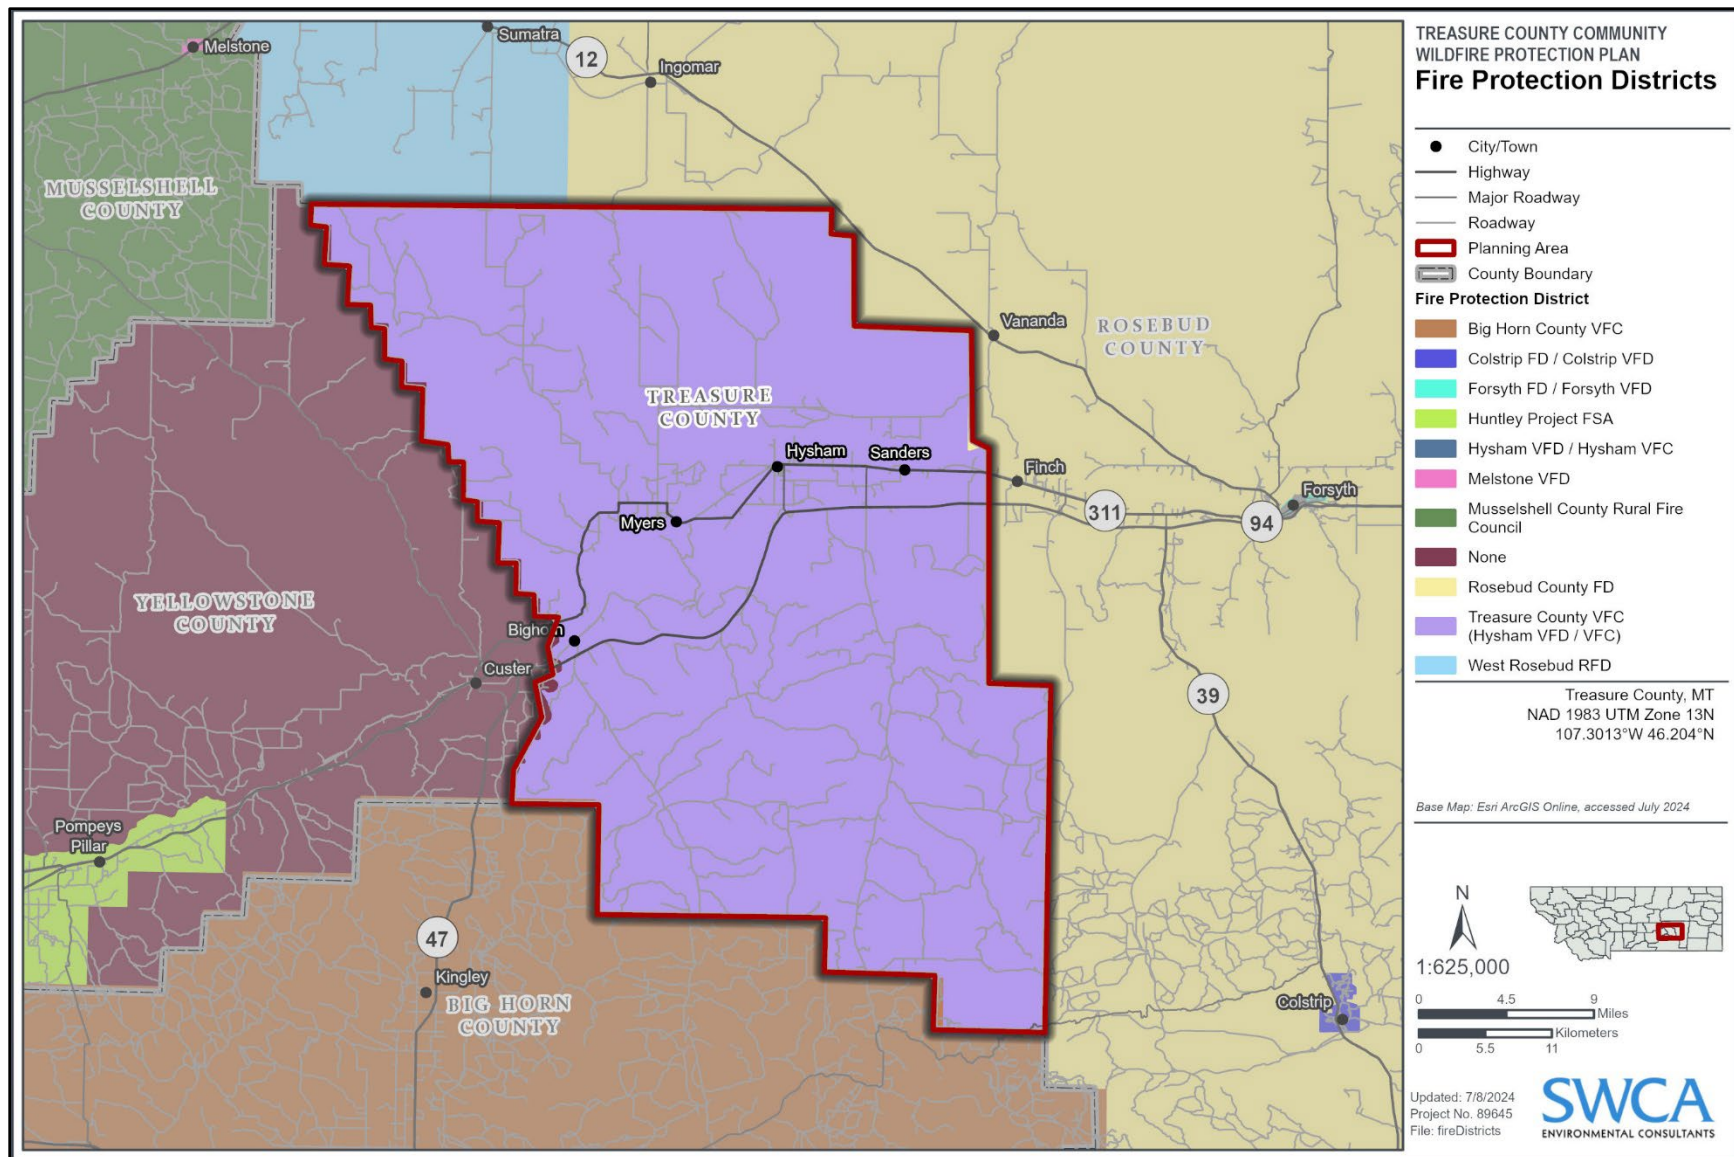 TREASURE COUNTY COMMUNITY
WILDFIRE PROTECTION PLAN
Fire Protection Districts
City/Town
Highway
Major Roadway
Roadway
Planning Area
County Boundary
Fire Protection District
Big Horn County VFC
Colstrip FD / Colstrip VFD
Forsyth FD / Forsyth VFD
Huntley Project FSA
Hysham VFD / Hysham VFC
Melstone VFD
Musselshell County Rural Fire
Council
None
Rosebud County FD
Treasure County VFC
(Hysham VFD / VFC)
West Rosebud RFD
Treasure County, MT
NAD 1983 UTM Zone 13N
107.3013°W 46.204°N
Base Map: Esri ArcGIS Online, accessed July 2024
N
1:625,000
0 4.5 9
Miles
Kilometers
0 5.5 11
Updated: 7/8/2024
Project No. 89645
File: fireDistricts
SWCA
ENVIRONMENTAL CONSULTANTS
Melstone
Sumatra
12
Ingomar
MUSSELSHELL
COUNTY
Vananda
ROSEBUD
COUNTY
TREASURE
COUNTY
Hysham
Sanders
Finch
Forsyth
311
94
Myers
YELLOWSTONE
COUNTY
Bighorn
Custer
39
Pompeys
Pillar
47
Kingley
BIG HORN
COUNTY
Colstrip